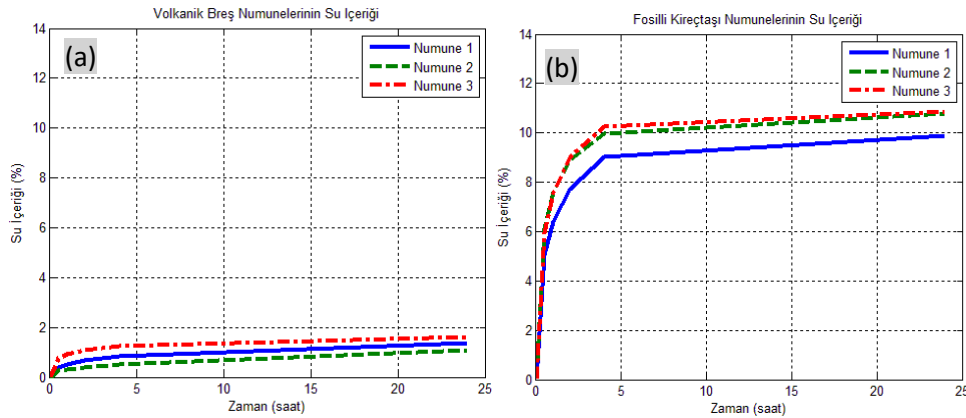 Volkanik Breş Numunelerinin Su İçeriği
(a)
Numune 1
Numune 2
Numune 3
14
12
10
8
6
4
2
0
Su İçeriği (%)
0 5 10 15 20 25
Zaman (saat)
Fosilli Kireçtaşı Numunelerinin Su İçeriği
(b)
Numune 1
Numune 2
Numune 3
14
12
10
8
6
4
2
0
Su İçeriği (%)
0 5 10 15 20 25
Zaman (saat)